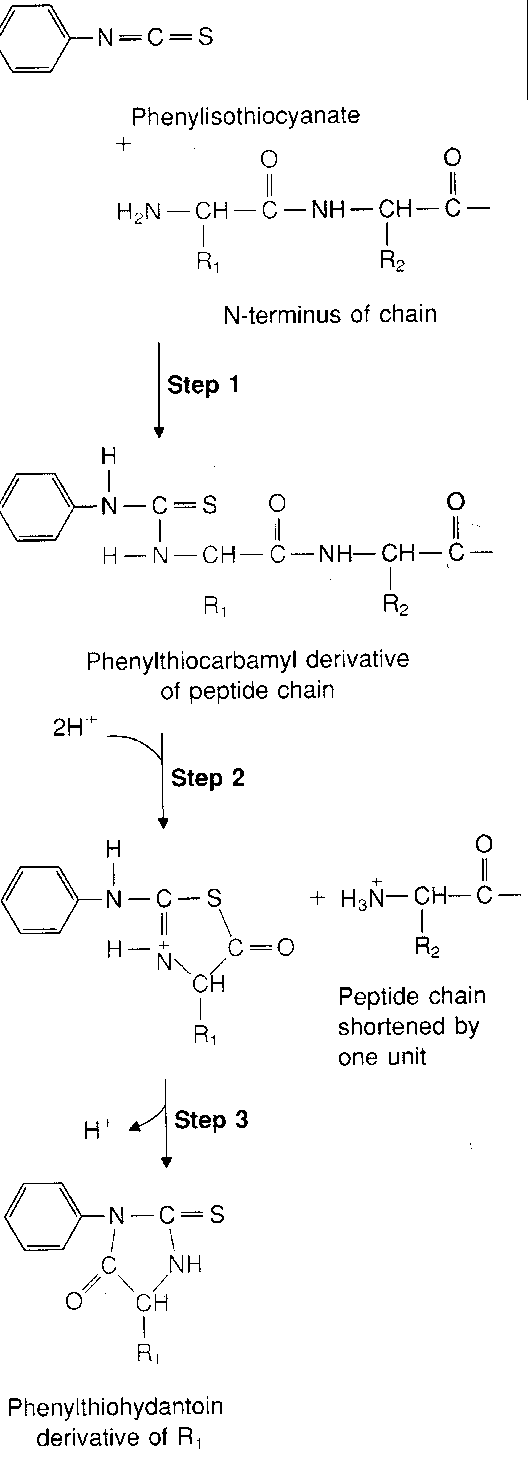 N=C=S
Phenylisothiocyanate
+
O O
H₂N—CH—C—NH—CH—C—
R₁ R₂
N-terminus of chain
Step 1
H
N—C=S O O
H—N—CH—C—NH—CH—C—
R₁ R₂
Phenylthiocarbamyl derivative
of peptide chain
2H⁺
Step 2
H O
N—C—S + H₃N⁺—CH—C—
H—N⁺ C=O R₂
CH
R₁
Peptide chain
shortened by
one unit
Step 3
H⁺
N—C=S
C NH
O CH
R₁
Phenylthiohydantoin
derivative of R₁